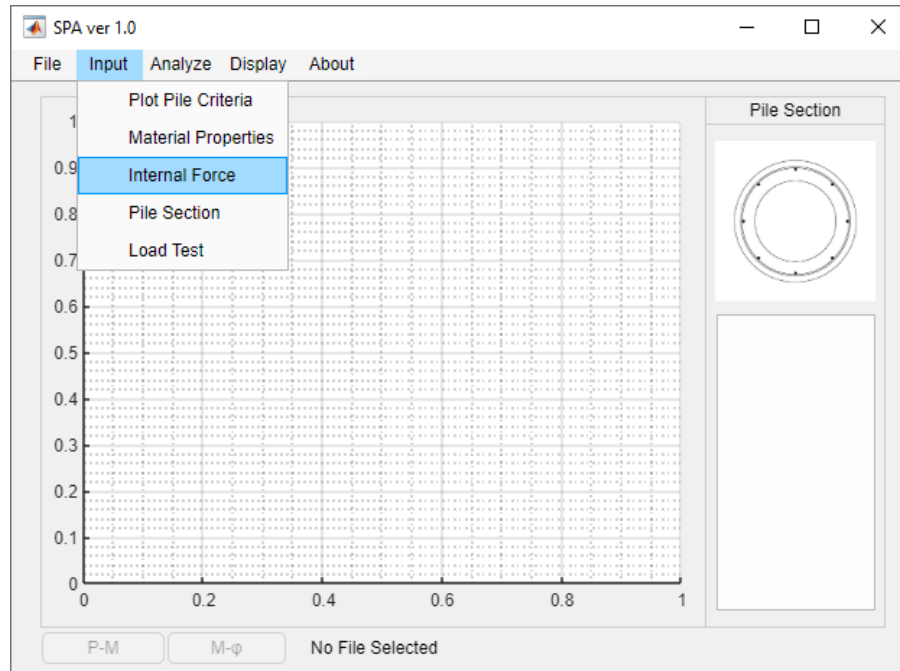 SPA ver 1.0
File Input Analyze Display About
Plot Pile Criteria
Material Properties
Internal Force
Pile Section
Load Test
Pile Section
1
0.9
0.8
0.7
0.6
0.5
0.4
0.3
0.2
0.1
0
0 0.2 0.4 0.6 0.8 1
P-M M-φ No File Selected